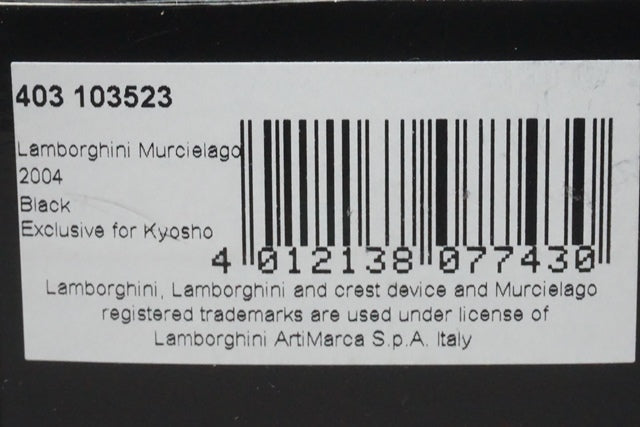 403 103523
Lamborghini Murcielago
2004
Black
Exclusive for Kyosho
4 012138 077430
Lamborghini, Lamborghini and crest device and Murcielago
registered trademarks are used under license of
Lamborghini ArtiMarca S.p.A. Italy